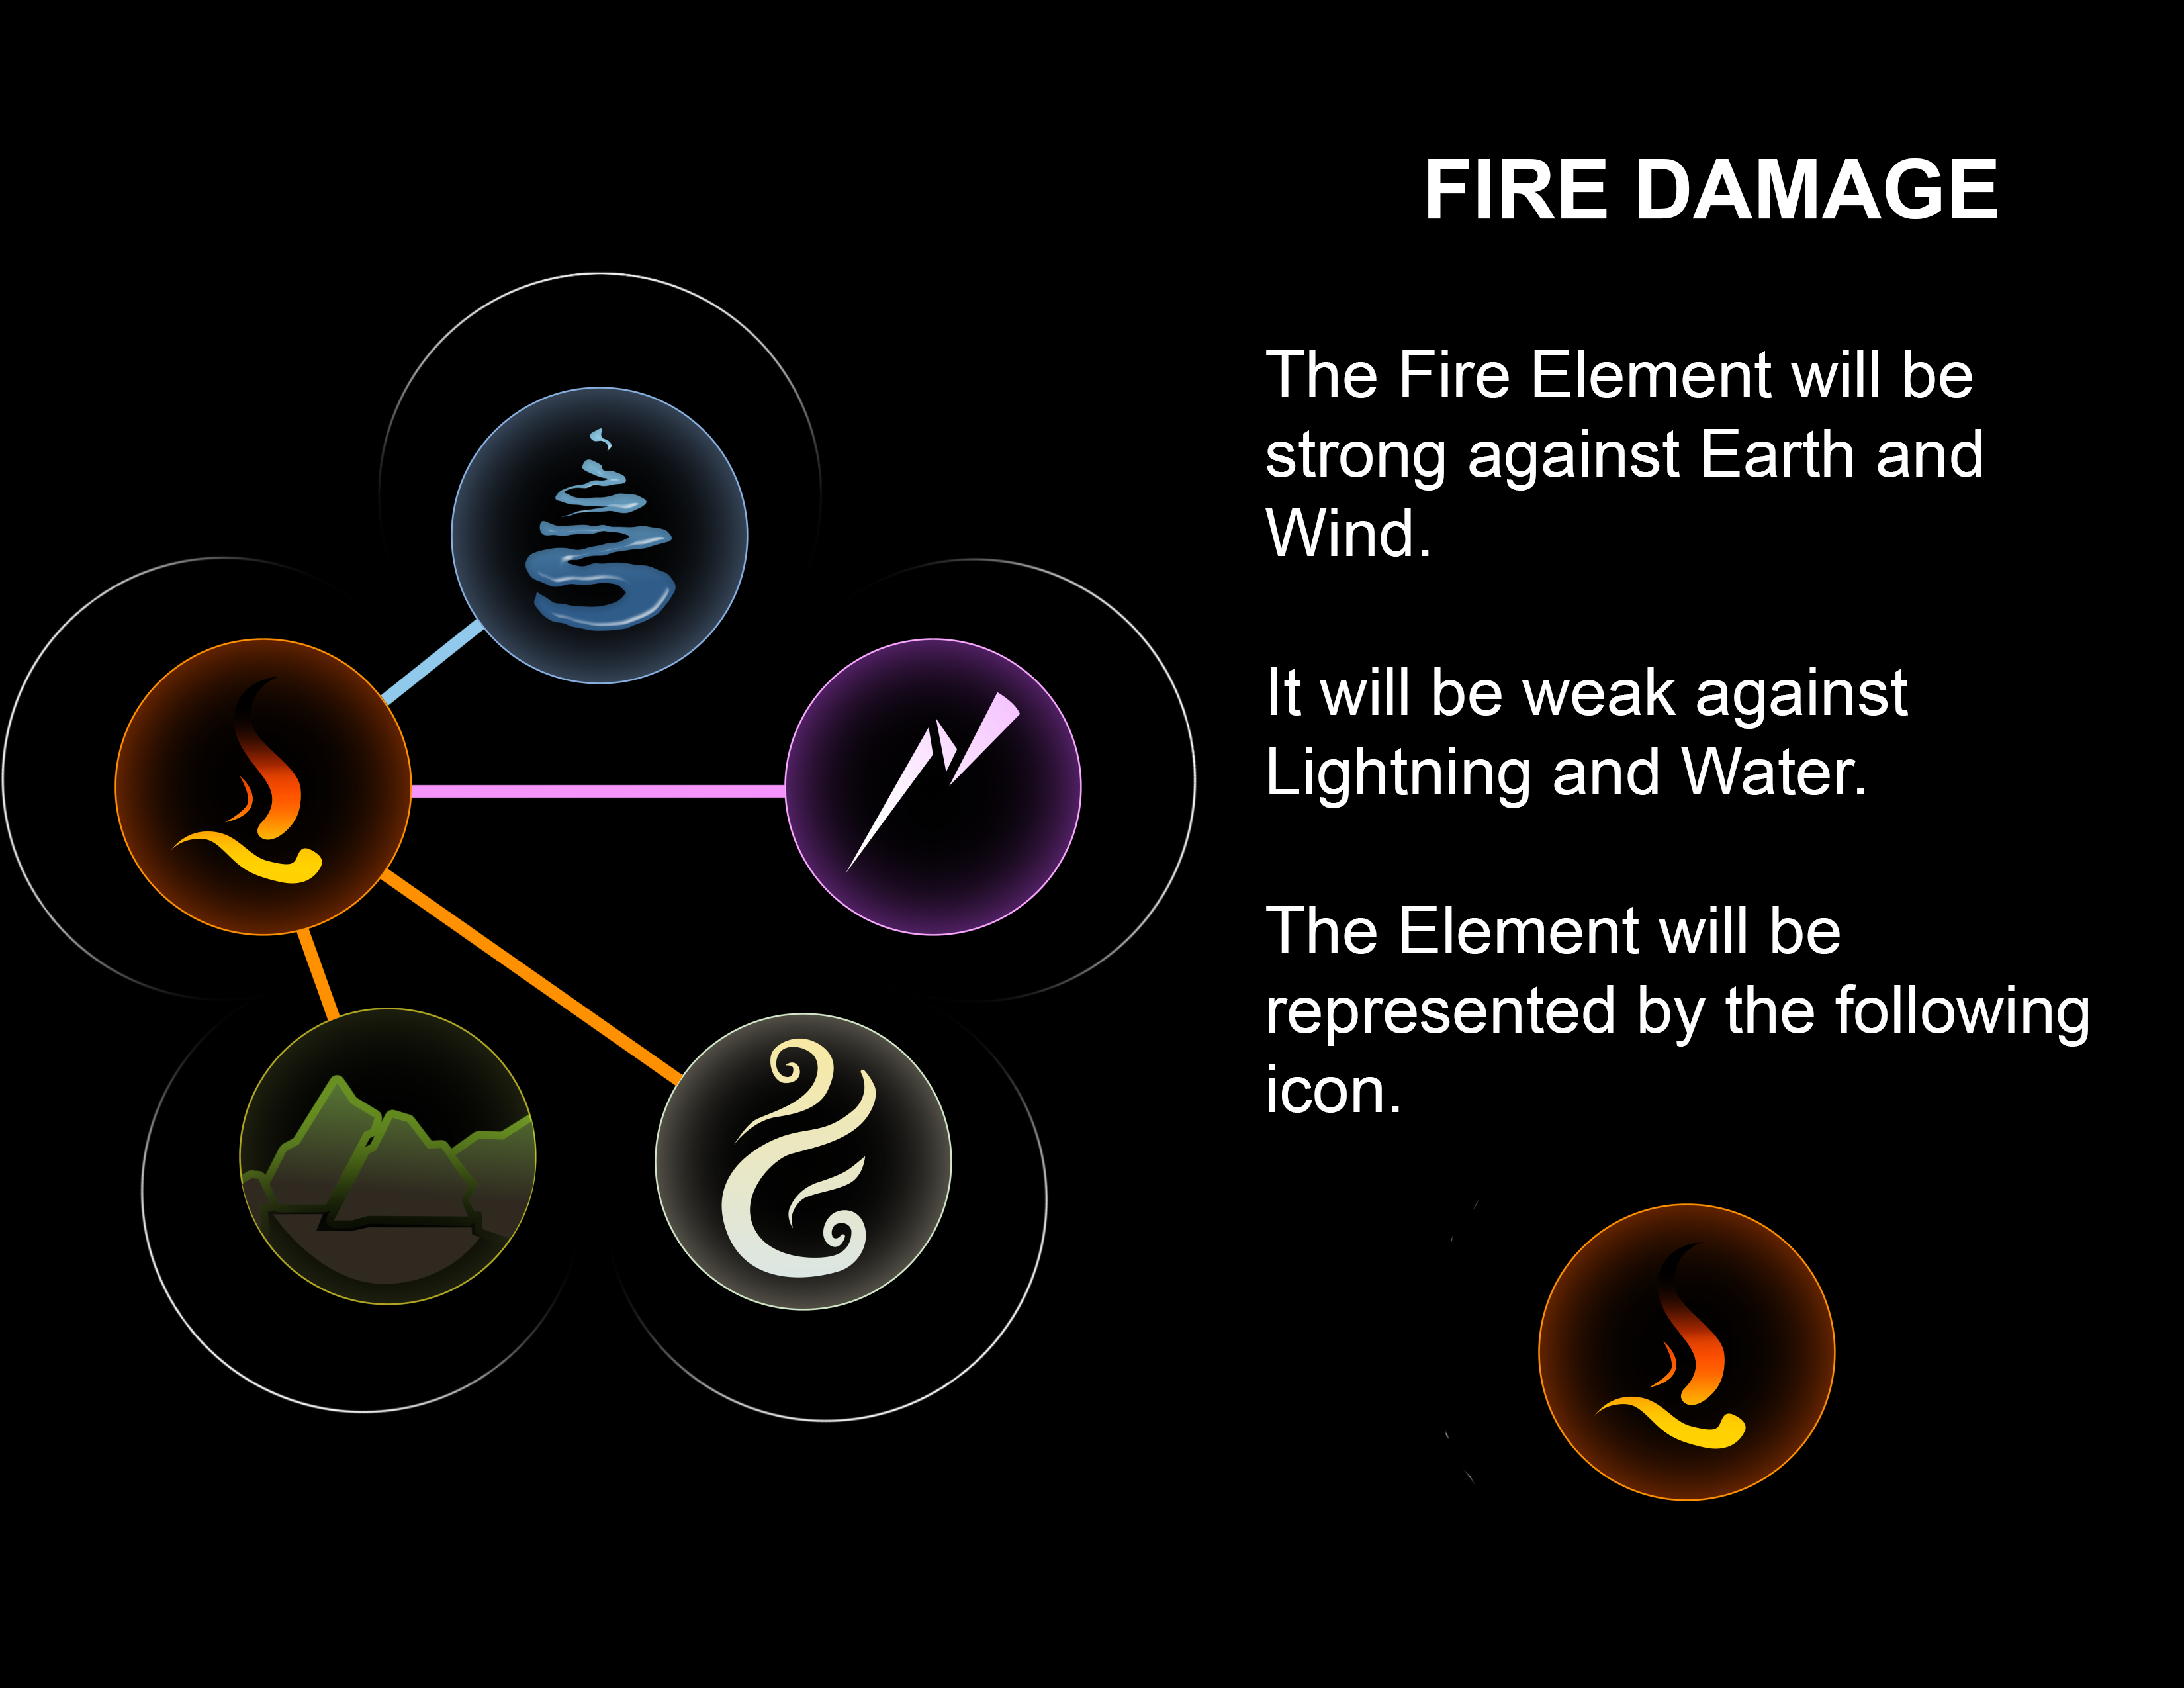 FIRE DAMAGE
The Fire Element will be
strong against Earth and
Wind.
It will be weak against
Lightning and Water.
The Element will be
represented by the following
icon.